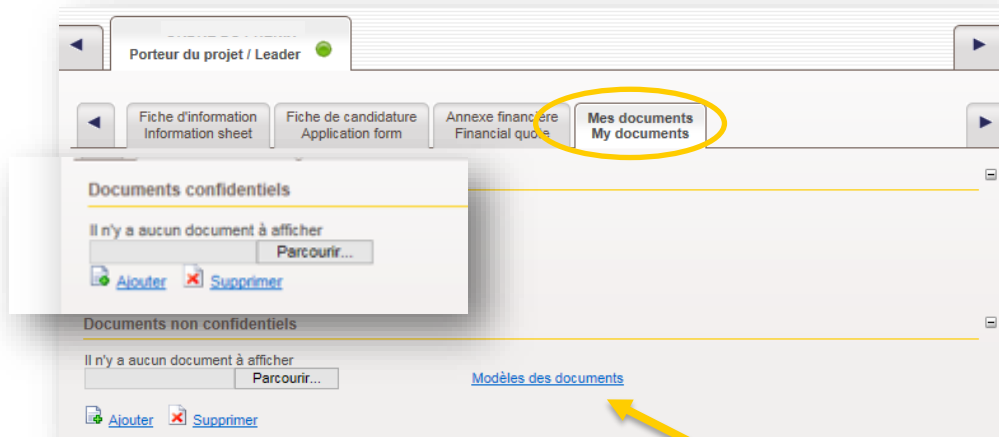 Porteur du projet / Leader
Fiche d'information
Information sheet
Fiche de candidature
Application form
Annexe financière
Financial quote
Mes documents
My documents
Documents confidentiels
Il n'y a aucun document à afficher
Parcourir...
Ajouter Supprimer
Documents non confidentiels
Il n'y a aucun document à afficher
Parcourir... Modèles des documents
Ajouter Supprimer